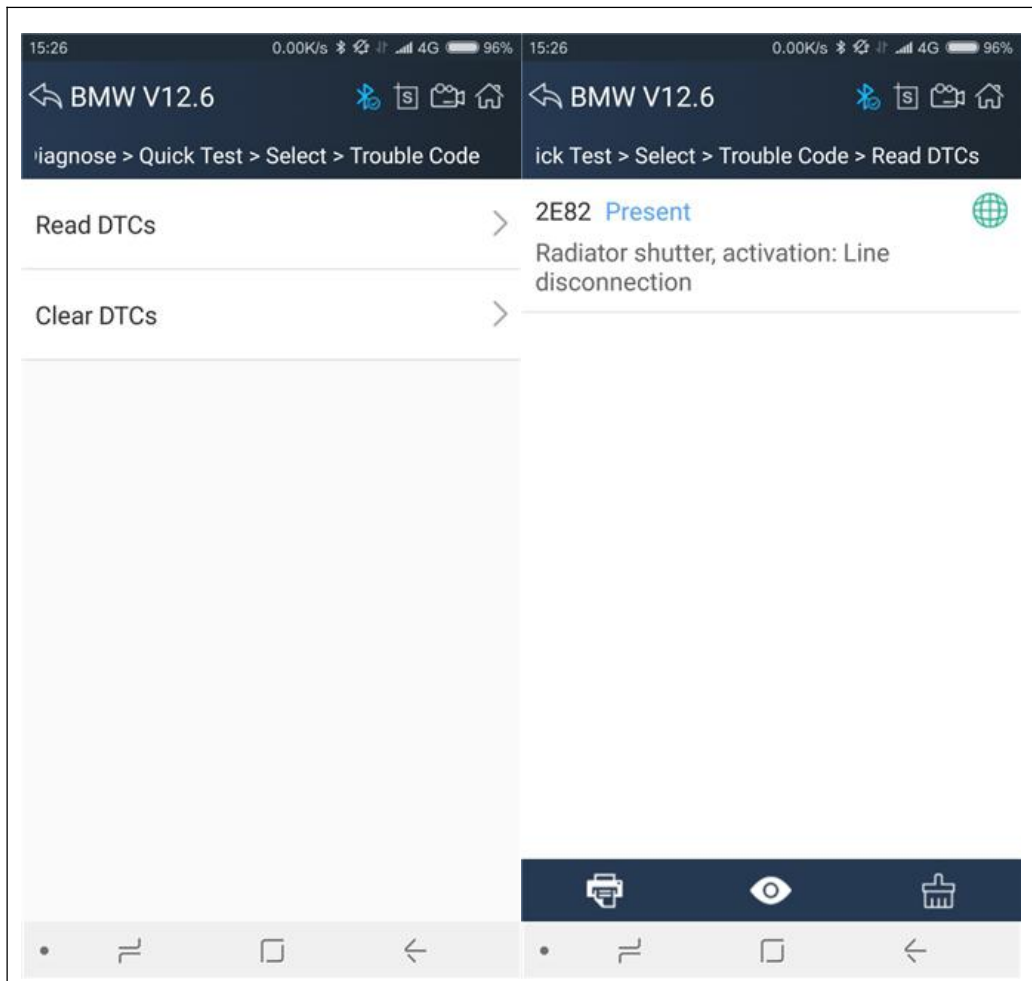 15:26 0.00K/s 4G 96%
BMW V12.6
iagnose > Quick Test > Select > Trouble Code
Read DTCs
Clear DTCs
15:26 0.00K/s 4G 96%
BMW V12.6
ick Test > Select > Trouble Code > Read DTCs
2E82 Present
Radiator shutter, activation: Line
disconnection